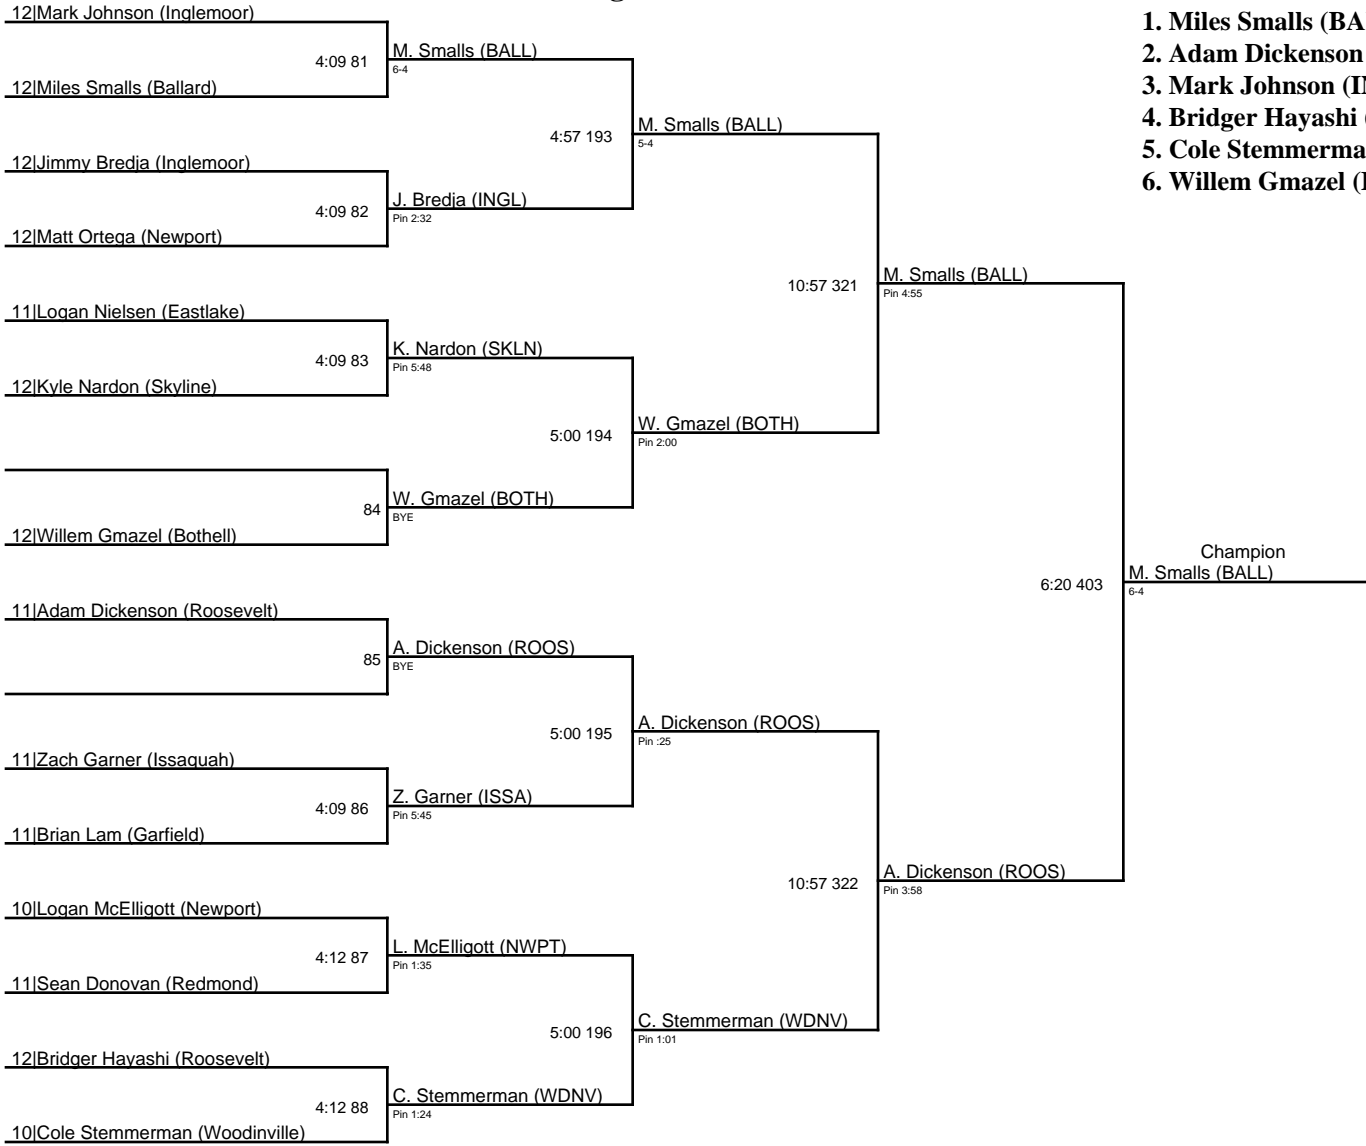 12|Mark Johnson (Inglemoor)
4:09 81
12|Miles Smalls (Ballard)
12|Jimmy Bredja (Inglemoor)
4:09 82
12|Matt Ortega (Newport)
11|Logan Nielsen (Eastlake)
4:09 83
12|Kyle Nardon (Skyline)
84
12|Willem Gmazel (Bothell)
11|Adam Dickenson (Roosevelt)
85
11|Zach Garner (Issaquah)
4:09 86
11|Brian Lam (Garfield)
10|Logan McElligott (Newport)
4:12 87
11|Sean Donovan (Redmond)
12|Bridger Hayashi (Roosevelt)
4:12 88
10|Cole Stemmerman (Woodinville)
M. Smalls (BALL)
6-4
4:57 193
J. Bredja (INGL)
Pin 2:32
K. Nardon (SKLN)
Pin 5:48
5:00 194
W. Gmazel (BOTH)
BYE
A. Dickenson (ROOS)
BYE
5:00 195
Z. Garner (ISSA)
Pin 5:45
L. McElligott (NWPT)
Pin 1:35
5:00 196
C. Stemmerman (WDNV)
Pin 1:24
M. Smalls (BALL)
5-4
10:57 321
W. Gmazel (BOTH)
Pin 2:00
A. Dickenson (ROOS)
Pin :25
10:57 322
C. Stemmerman (WDNV)
Pin 1:01
M. Smalls (BALL)
Pin 4:55
6:20 403
A. Dickenson (ROOS)
Pin 3:58
Champion
M. Smalls (BALL)
6-4
1. Miles Smalls (BA
2. Adam Dickenson
3. Mark Johnson (I
4. Bridger Hayashi (
5. Cole Stemmerma
6. Willem Gmazel (